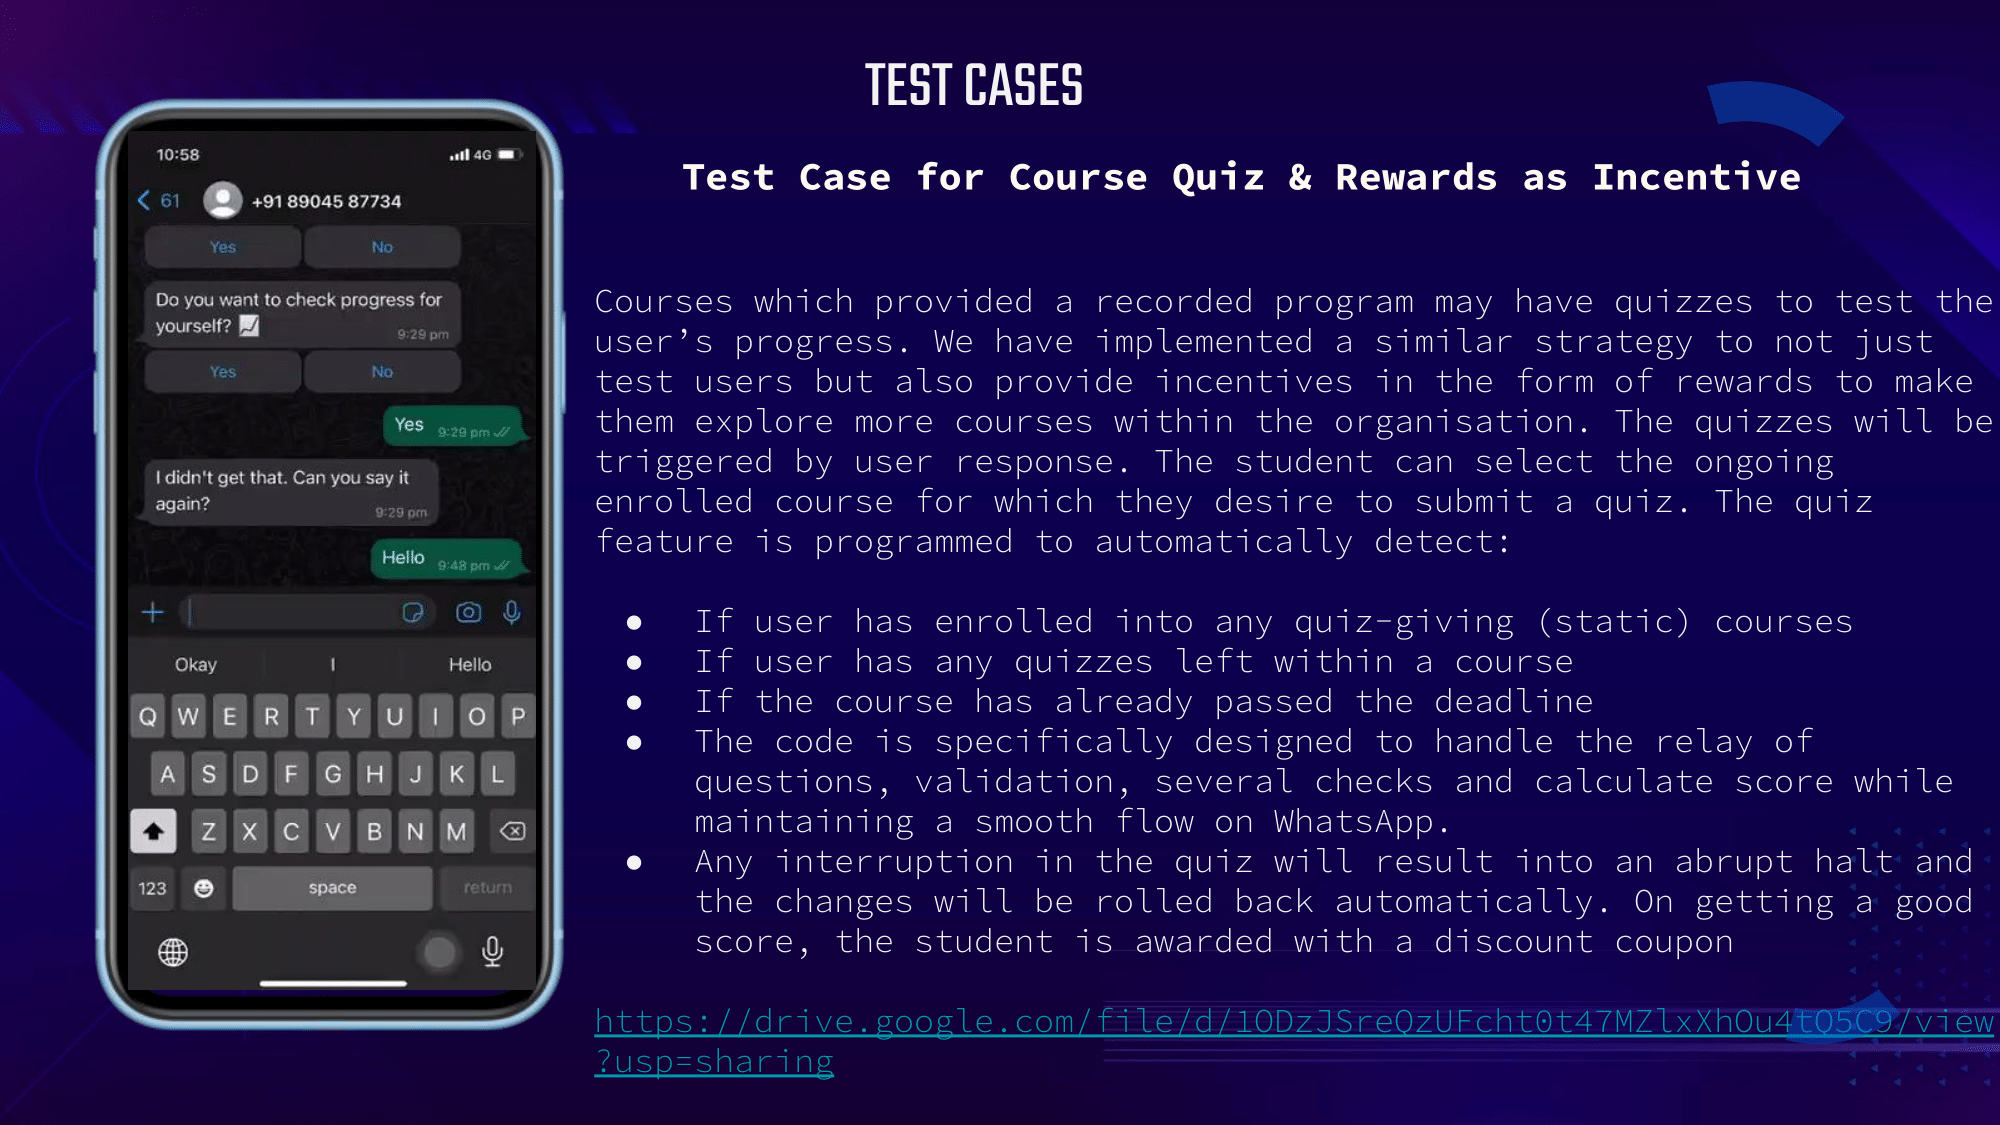 TEST CASES
Test Case for Course Quiz & Rewards as Incentive
10:58
4G
61
+91 89045 87734
Yes No
Do you want to check progress for
yourself?
9:29 pm
Yes No
Yes 9:29 pm
I didn't get that. Can you say it
again?
9:29 pm
Hello 9:48 pm
Okay I Hello
Q W E R T Y U I O P
A S D F G H J K L
Z X C V B N M
123 space return
Courses which provided a recorded program may have quizzes to test the
user’s progress. We have implemented a similar strategy to not just
test users but also provide incentives in the form of rewards to make
them explore more courses within the organisation. The quizzes will be
triggered by user response. The student can select the ongoing
enrolled course for which they desire to submit a quiz. The quiz
feature is programmed to automatically detect:
● If user has enrolled into any quiz-giving (static) courses
● If user has any quizzes left within a course
● If the course has already passed the deadline
● The code is specifically designed to handle the relay of
questions, validation, several checks and calculate score while
maintaining a smooth flow on WhatsApp.
● Any interruption in the quiz will result into an abrupt halt and
the changes will be rolled back automatically. On getting a good
score, the student is awarded with a discount coupon
https://drive.google.com/file/d/1ODzJSreQzUFcht0t47MZlxXhOu4tQ5C9/view
?usp=sharing